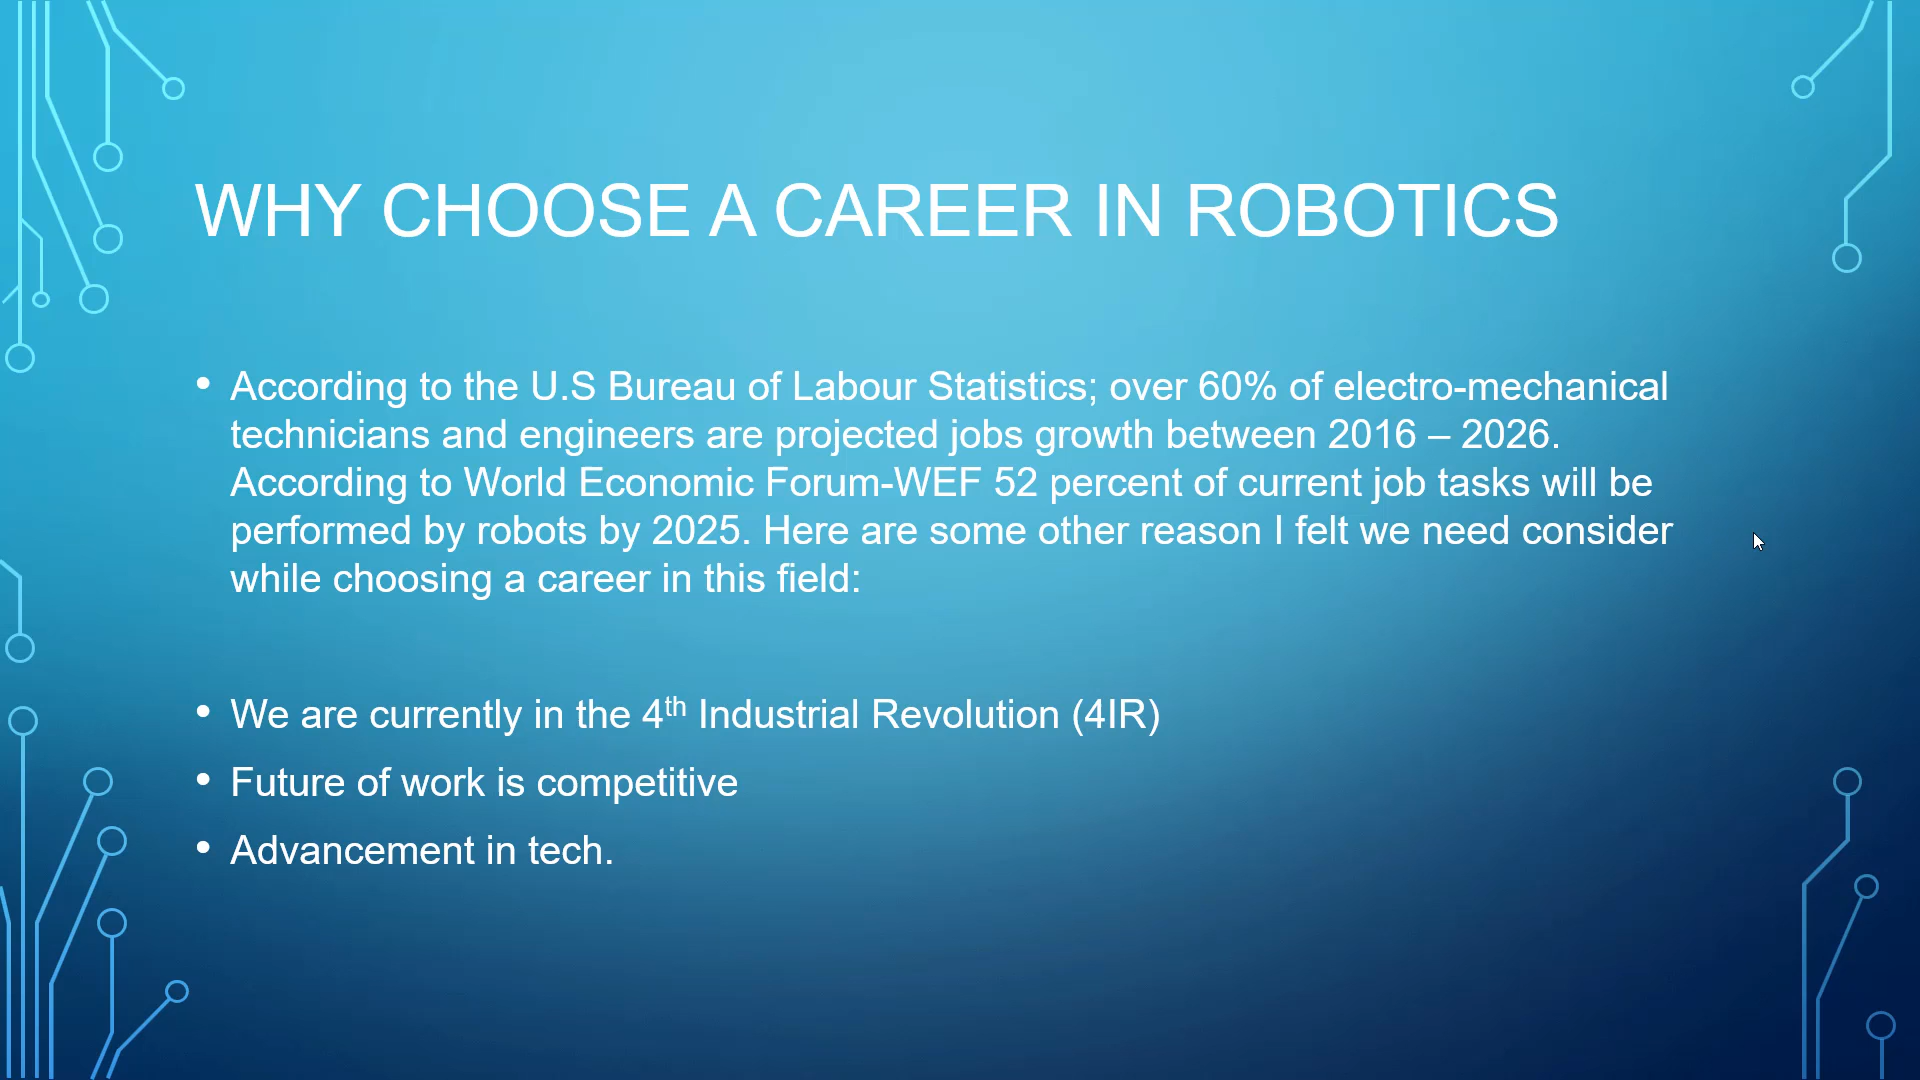 WHY CHOOSE A CAREER IN ROBOTICS
• According to the U.S Bureau of Labour Statistics; over 60% of electro-mechanical
technicians and engineers are projected jobs growth between 2016 – 2026.
According to World Economic Forum-WEF 52 percent of current job tasks will be
performed by robots by 2025. Here are some other reason I felt we need consider
while choosing a career in this field:
• We are currently in the 4th Industrial Revolution (4IR)
• Future of work is competitive
• Advancement in tech.